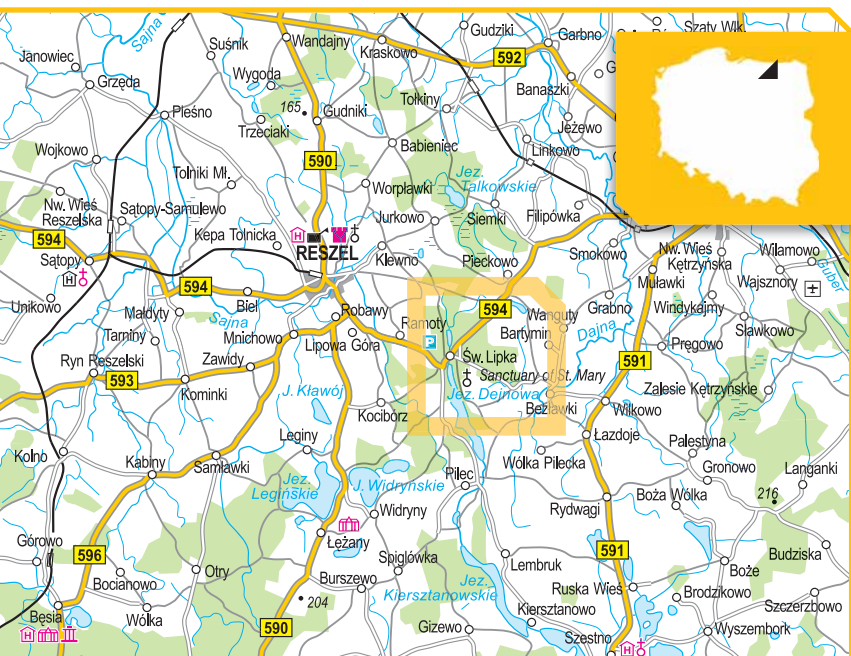 Gudziki
Szaty Wlk.
Garbno
Wandajny
Sajna
Suśnik
Kraskowo
592
Janowiec
Wygoda
Grzęda
Banaszki
Tołkiny
165
Gudniki
Pleśno
Trzeciaki
Jeżewo
Babieniec
Linkowo
Wojkowo
590
Tolniki Mł.
Jez.
Talkowskie
Worpławki
Nw. Wieś
Reszelska
Sątopy-Samulewo
Jurkowo
Siemki
Filipówka
594
Kępa Tolnicka
H
RESZEL
Klewno
Smokowo
Nw. Wieś
Kętrzyńska
Wilamowo
Guber
Sątopy
H
Pieckowo
Muławki
Wajsznory
594
Biel
Unikowo
Małdyty
594
Grabno
Windykajmy
Robawy
Wanguty
Sajna
Ramoty
Bartymin
Dajna
Sławkowo
Mnichowo
Tarniny
Lipowa Góra
P
Pręgowo
Św. Lipka
591
Ryn Reszelski
Zawidy
Sanctuary of St. Mary
593
Kominki
J. Kławój
Jez. Dejnowa
Zalesie Kętrzyńskie
Bezławki
Kocibórz
Wilkowo
Leginy
Łazdoje
Palestyna
Kolno
Kabiny
Samławki
Wólka Pilecka
Gronowo
Langanki
Pilec
Jez.
Legińskie
J. Widryńskie
Boża Wólka
216
Widryny
Rydwągi
Górowo
Łężany
596
591
Budziska
Spiglówka
Lembruk
Bocianowo
Otry
Boże
Burszewo
Jez.
Kiersztanowskie
Ruska Wieś
Brodzikowo
204
Szczerzbowo
Bęsia
Wólka
Kiersztanowo
590
Gizewo
Wyszembork
H
Szestno
H